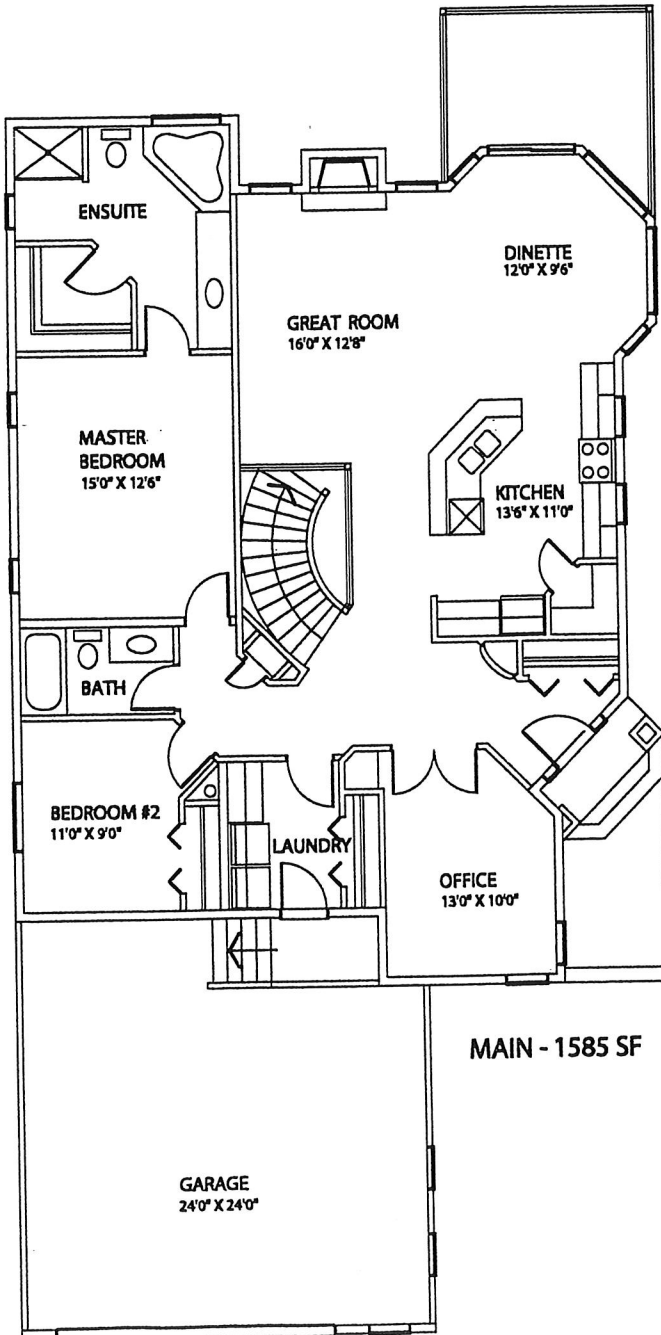 ENSUITE
DINETTE
12'0" X 9'6"
GREAT ROOM
16'0" X 12'8"
MASTER
BEDROOM
15'0" X 12'6"
KITCHEN
13'6" X 11'0"
BATH
BEDROOM #2
11'0" X 9'0"
LAUNDRY
OFFICE
13'0" X 10'0"
MAIN - 1585 SF
GARAGE
24'0" X 24'0"